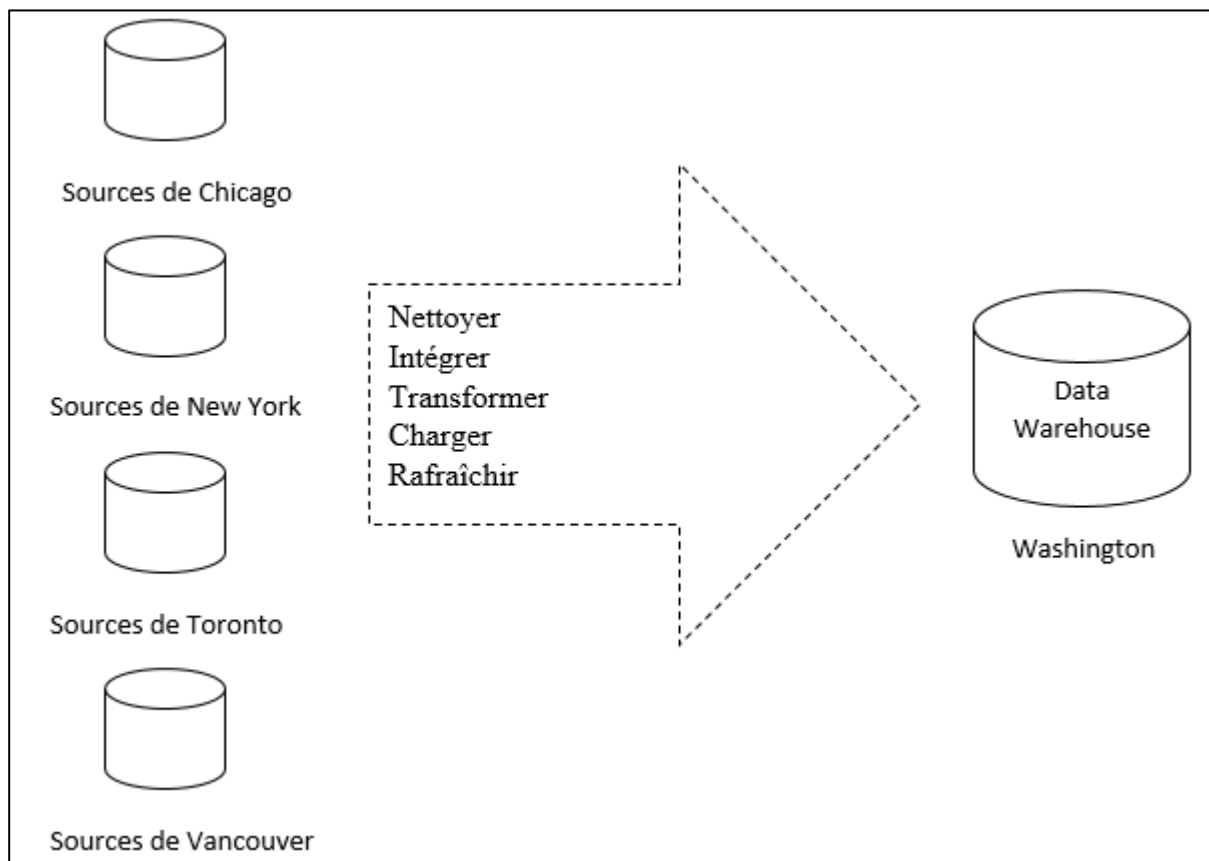 Sources de Chicago
Sources de New York
Sources de Toronto
Sources de Vancouver
Nettoyer
Intégrer
Transformer
Charger
Rafraîchir
Data
Warehouse
Washington